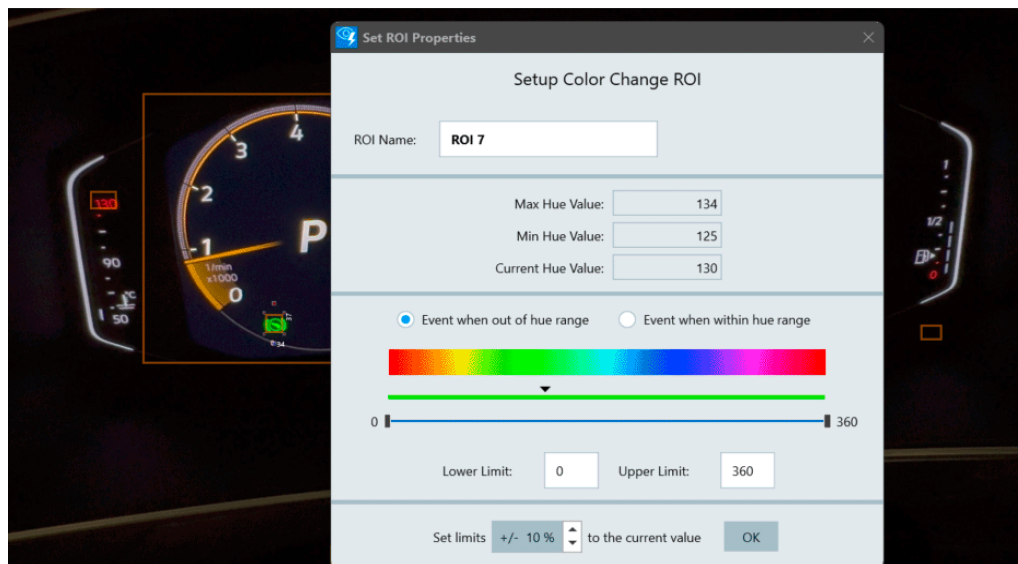 Set ROI Properties
Setup Color Change ROI
ROI Name: ROI 7
Max Hue Value: 134
Min Hue Value: 125
Current Hue Value: 130
Event when out of hue range Event when within hue range
0 360
Lower Limit: 0 Upper Limit: 360
Set limits +/- 10 % to the current value OK
130
90
°C
50
4
3
2
1
1/min
x1000
0
P
S
37
1
1/2
0